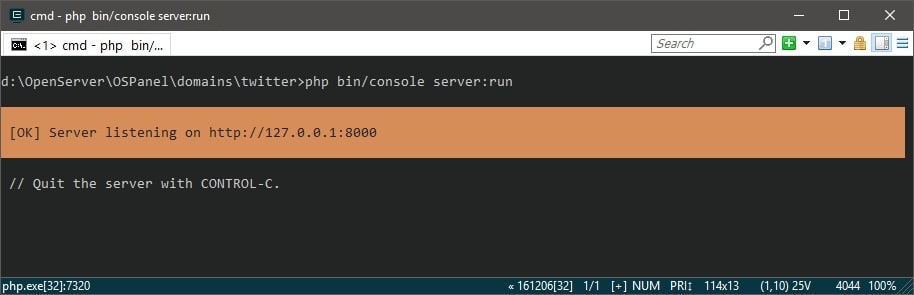 cmd - php bin/console server:run
<1> cmd - php bin/...
Search
d:\OpenServer\OSPanel\domains\twitter>php bin/console server:run
[OK] Server listening on http://127.0.0.1:8000
// Quit the server with CONTROL-C.
php.exe[32]:7320 « 161206[32] 1/1 [+] NUM PRI↕ 114x13 (1,10) 25V 4044 100%